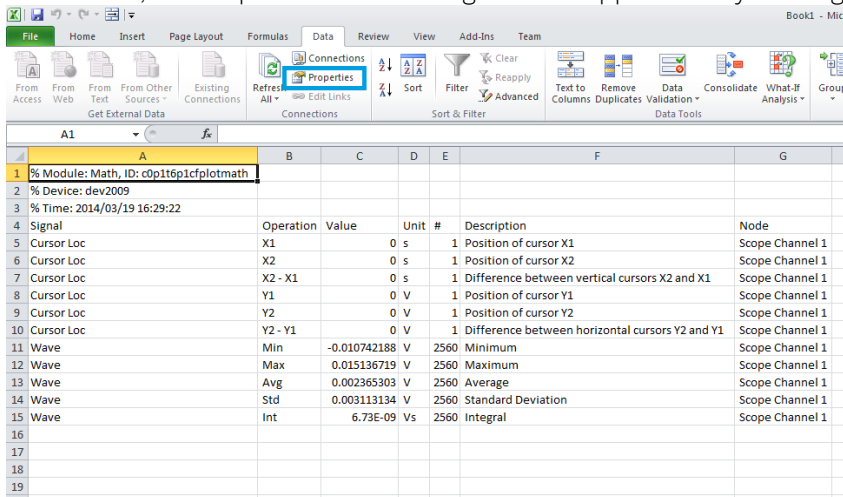 Book1 - Mic
File Home Insert Page Layout Formulas Data Review View Add-Ins Team
From Access From Web From Text From Other Sources Existing Connections
Get External Data
Refresh All Connections Properties Edit Links
Connections
Sort Filter Clear Reapply Advanced
Sort & Filter
Text to Columns Remove Duplicates Data Validation Consolidate What-If Analysis Group
Data Tools
A1 fx
A B C D E F G
1 % Module: Math, ID: c0p1t6p1cfplotmath
2 % Device: dev2009
3 % Time: 2014/03/19 16:29:22
4 Signal Operation Value Unit # Description Node
5 Cursor Loc X1 0 s 1 Position of cursor X1 Scope Channel 1
6 Cursor Loc X2 0 s 1 Position of cursor X2 Scope Channel 1
7 Cursor Loc X2 - X1 0 s 1 Difference between vertical cursors X2 and X1 Scope Channel 1
8 Cursor Loc Y1 0 V 1 Position of cursor Y1 Scope Channel 1
9 Cursor Loc Y2 0 V 1 Position of cursor Y2 Scope Channel 1
10 Cursor Loc Y2 - Y1 0 V 1 Difference between horizontal cursors Y2 and Y1 Scope Channel 1
11 Wave Min -0.010742188 V 2560 Minimum Scope Channel 1
12 Wave Max 0.015136719 V 2560 Maximum Scope Channel 1
13 Wave Avg 0.002365303 V 2560 Average Scope Channel 1
14 Wave Std 0.003113134 V 2560 Standard Deviation Scope Channel 1
15 Wave Int 6.73E-09 Vs 2560 Integral Scope Channel 1
16
17
18
19